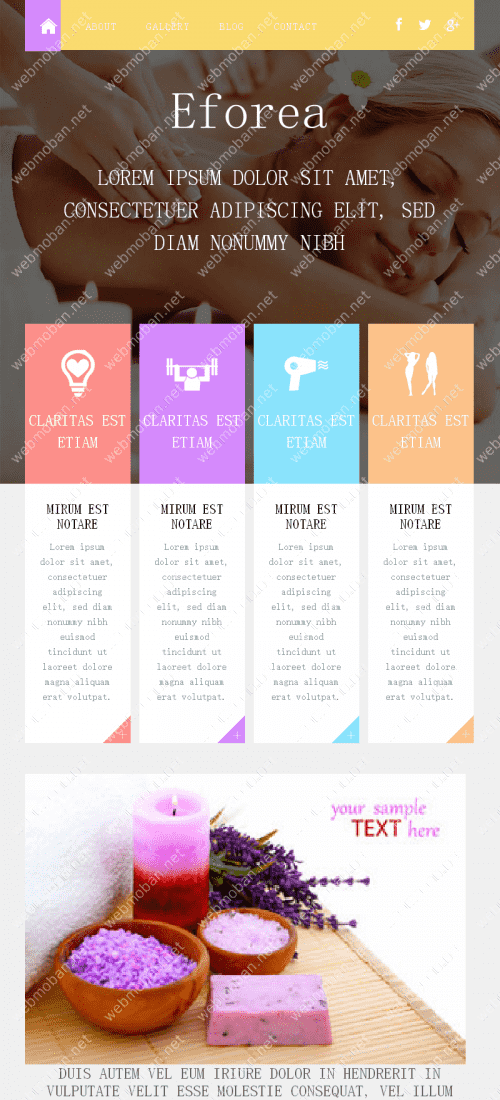 ABOUT GALLERY BLOG CONTACT
Eforea
LOREM IPSUM DOLOR SIT AMET,
CONSECTETUER ADIPISCING ELIT, SED
DIAM NONUMMY NIBH
CLARITAS EST
ETIAM
CLARITAS EST
ETIAM
CLARITAS EST
ETIAM
CLARITAS EST
ETIAM
MIRUM EST
NOTARE
Lorem ipsum
dolor sit amet,
consectetuer
adipiscing
elit, sed diam
nonummy nibh
euismod
tincidunt ut
laoreet dolore
magna aliquam
erat volutpat.
MIRUM EST
NOTARE
Lorem ipsum
dolor sit amet,
consectetuer
adipiscing
elit, sed diam
nonummy nibh
euismod
tincidunt ut
laoreet dolore
magna aliquam
erat volutpat.
MIRUM EST
NOTARE
Lorem ipsum
dolor sit amet,
consectetuer
adipiscing
elit, sed diam
nonummy nibh
euismod
tincidunt ut
laoreet dolore
magna aliquam
erat volutpat.
MIRUM EST
NOTARE
Lorem ipsum
dolor sit amet,
consectetuer
adipiscing
elit, sed diam
nonummy nibh
euismod
tincidunt ut
laoreet dolore
magna aliquam
erat volutpat.
your sample
TEXT here
DUIS AUTEM VEL EUM IRIURE DOLOR IN HENDRERIT IN
VULPUTATE VELIT ESSE MOLESTIE CONSEQUAT, VEL ILLUM
webmoban.net